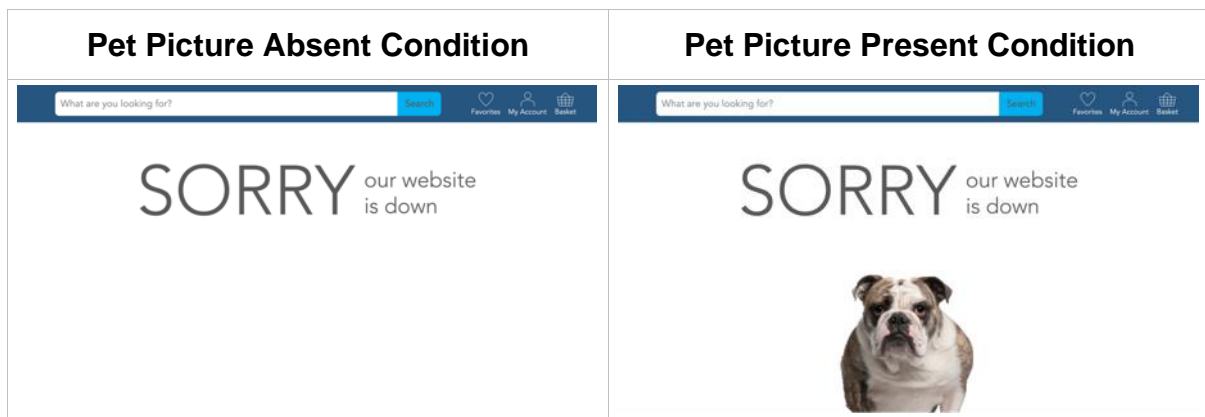 Pet Picture Absent Condition
Pet Picture Present Condition
What are you looking for?
Search
Favorites
My Account
Basket
SORRY our website
is down
What are you looking for?
Search
Favorites
My Account
Basket
SORRY our website
is down